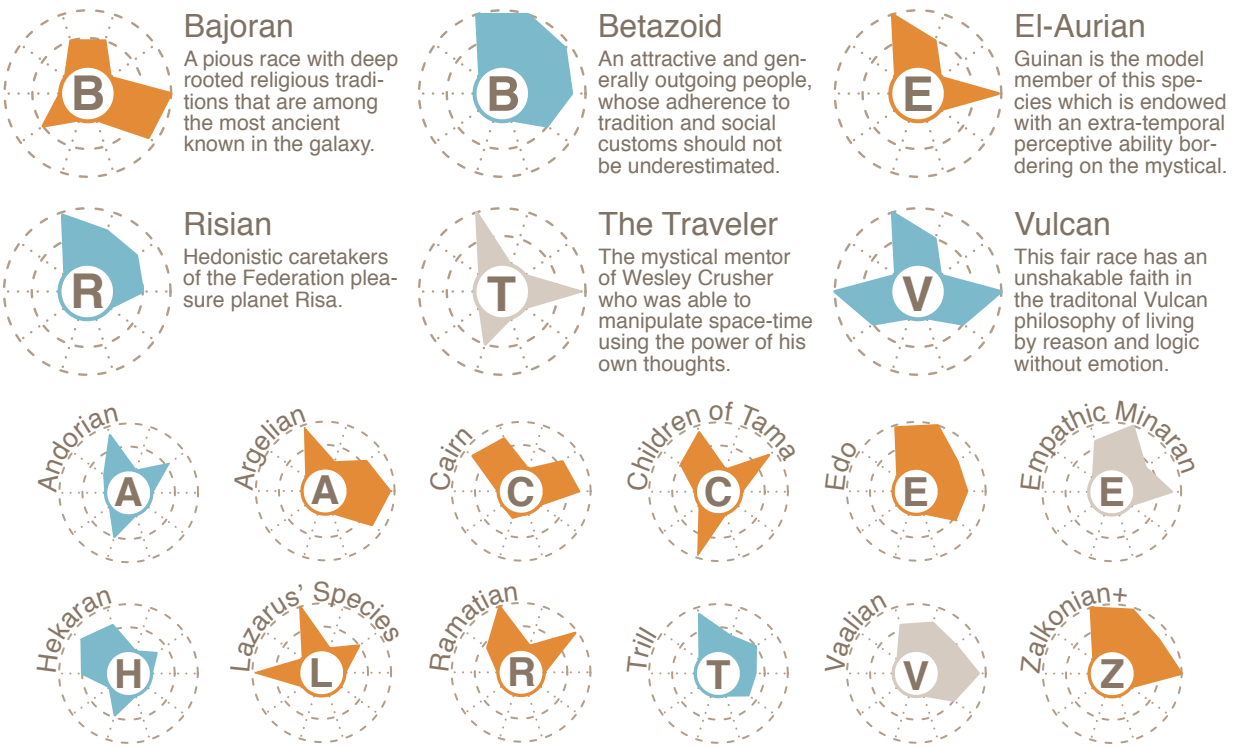 Bajoran
A pious race with deep
rooted religious tradi-
tions that are among
the most ancient
known in the galaxy.
B
Betazoid
An attractive and gen-
erally outgoing people,
whose adherence to
tradition and social
customs should not
be underestimated.
B
El-Aurian
Guinan is the model
member of this spe-
cies which is endowed
with an extra-temporal
perceptive ability bor-
dering on the mystical.
E
Risian
Hedonistic caretakers
of the Federation plea-
sure planet Risa.
R
The Traveler
The mystical mentor
of Wesley Crusher
who was able to
manipulate space-time
using the power of his
own thoughts.
T
Vulcan
This fair race has an
unshakable faith in
the traditonal Vulcan
philosophy of living
by reason and logic
without emotion.
V
Andorian
A
Argelian
A
Cairn
C
Children of Tama
C
Edo
E
Empathic Minaran
E
Hekaran
H
Lazarus' Species
L
Ramatian
R
Trill
T
Vaalian
V
Zalkonian+
Z